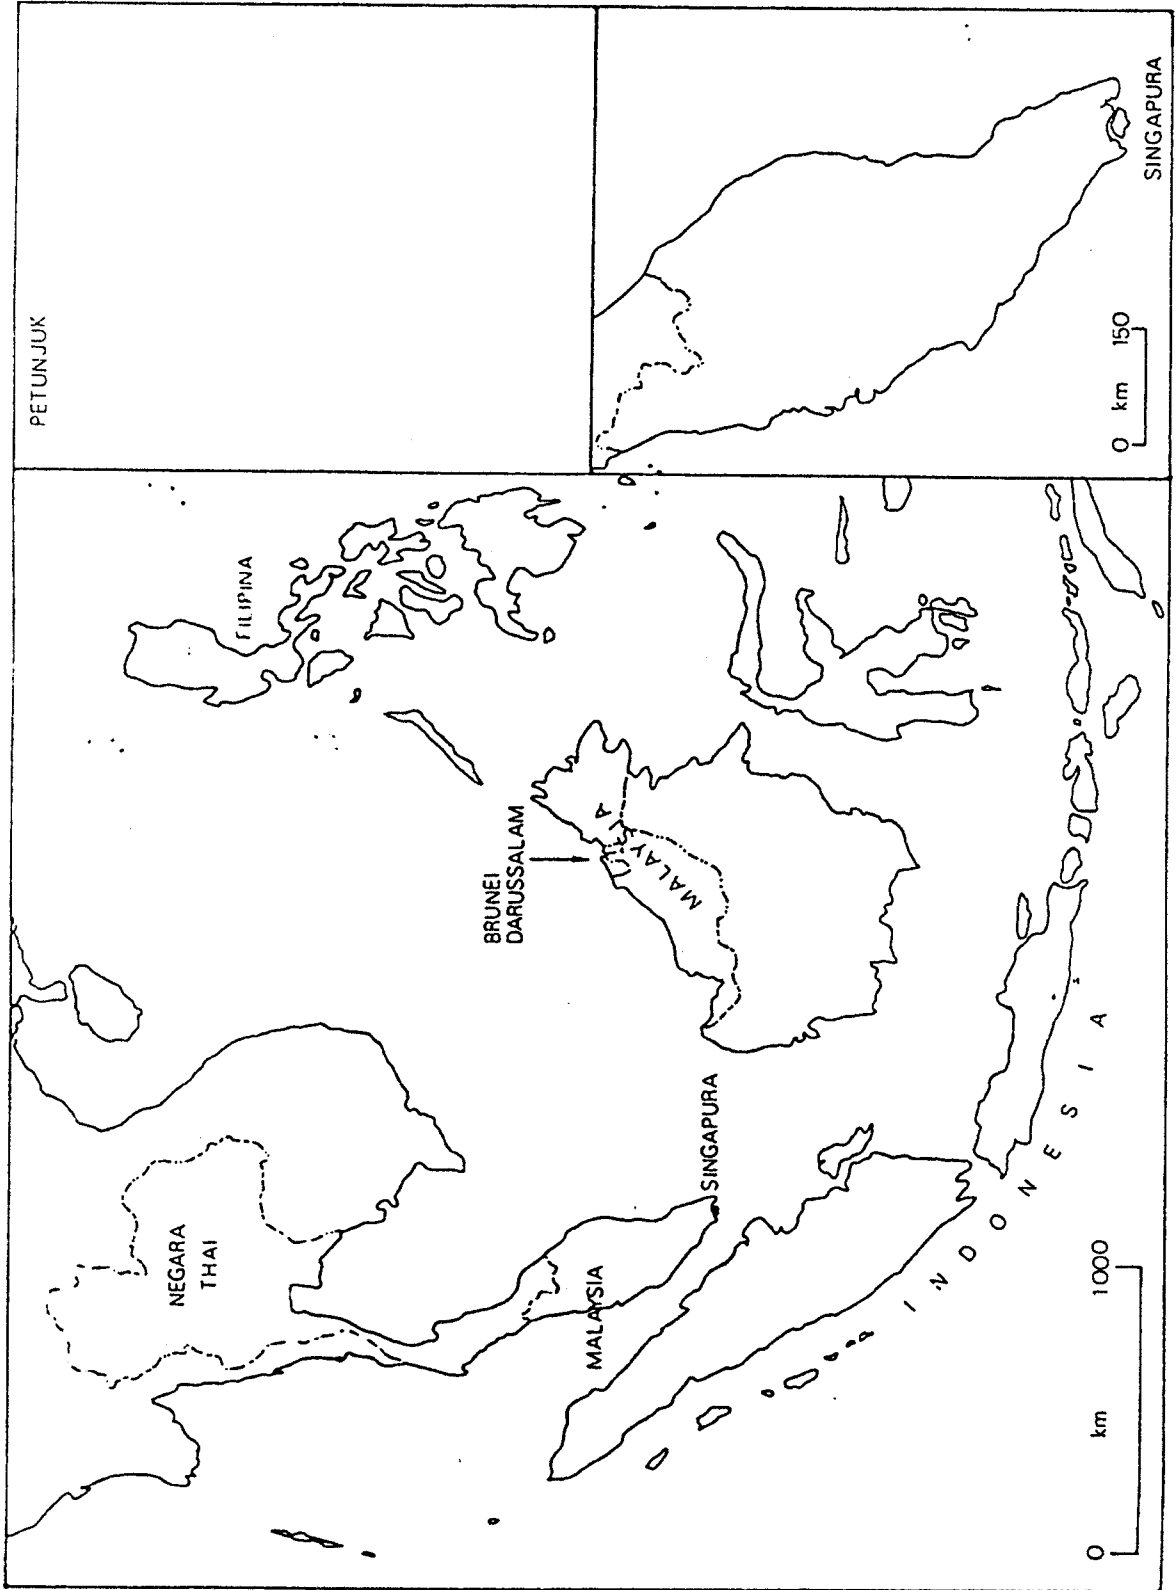 PETUNJUK
NEGARA
THAI
FILIPINA
BRUNEI
DARUSSALAM
MALAYSIA
MALAYSIA
SINGAPURA
INDONESIA
0 km 1000
0 km 150
SINGAPURA